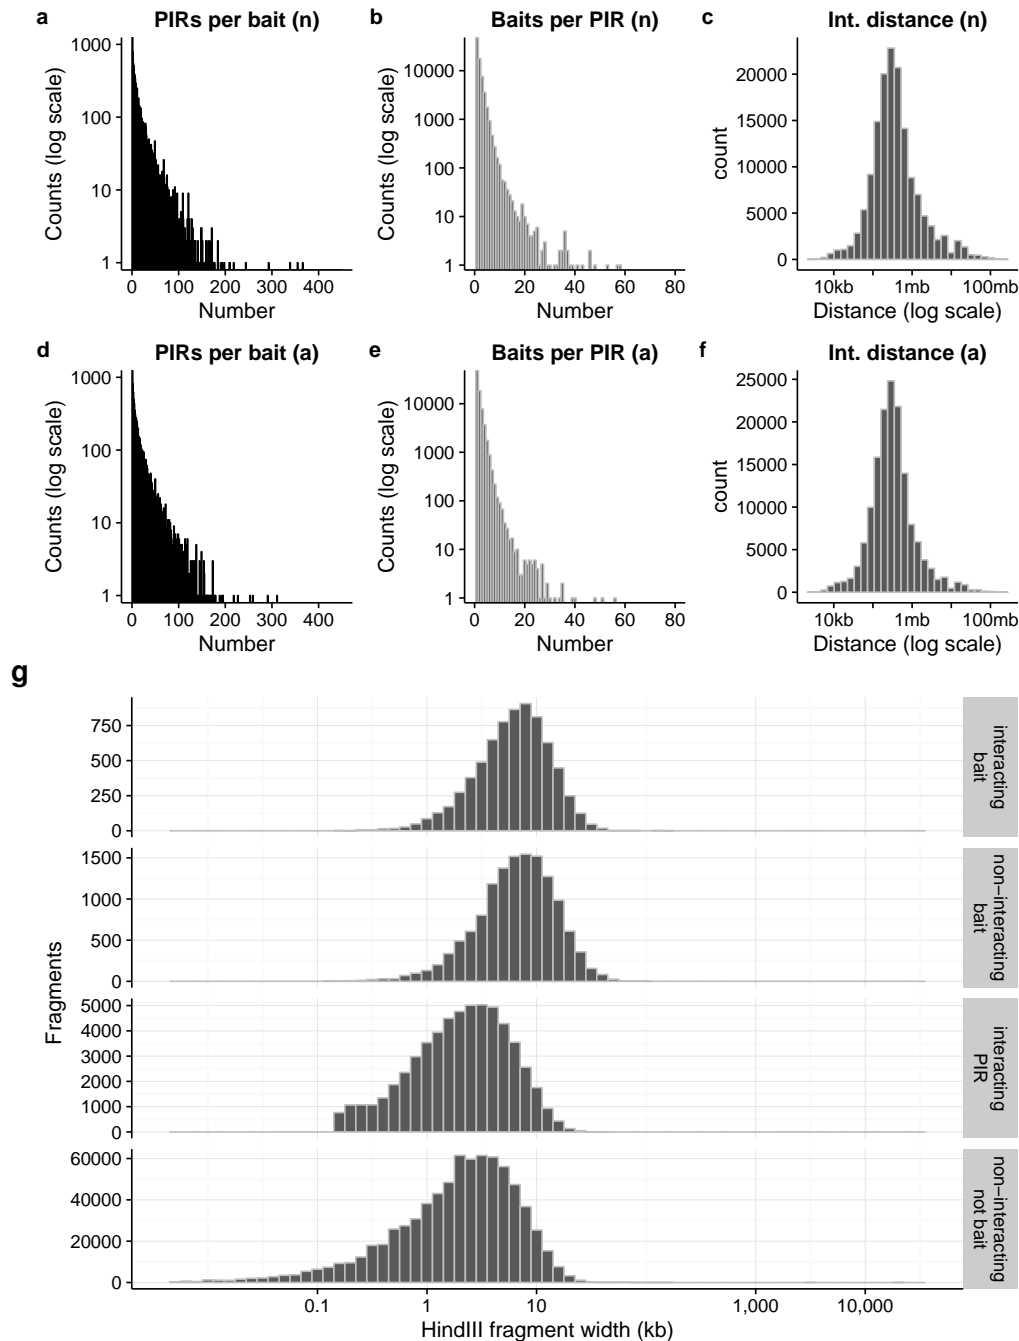 a PIRs per bait (n)
Counts (log scale)
1000
100
10
1
0 100 200 300 400
Number
b Baits per PIR (n)
Counts (log scale)
10000
1000
100
10
1
0 20 40 60 80
Number
c Int. distance (n)
count
20000
15000
10000
5000
0
10kb 1mb 100mb
Distance (log scale)
d PIRs per bait (a)
Counts (log scale)
1000
100
10
1
0 100 200 300 400
Number
e Baits per PIR (a)
Counts (log scale)
10000
1000
100
10
1
0 20 40 60 80
Number
f Int. distance (a)
count
25000
20000
15000
10000
5000
0
10kb 1mb 100mb
Distance (log scale)
g
Fragments
750
500
250
0
interacting
bait
1500
1000
500
0
non−interacting
bait
5000
4000
3000
2000
1000
0
interacting
PIR
60000
40000
20000
0
non−interacting
not bait
0.1 1 10 1,000 10,000
HindIII fragment width (kb)